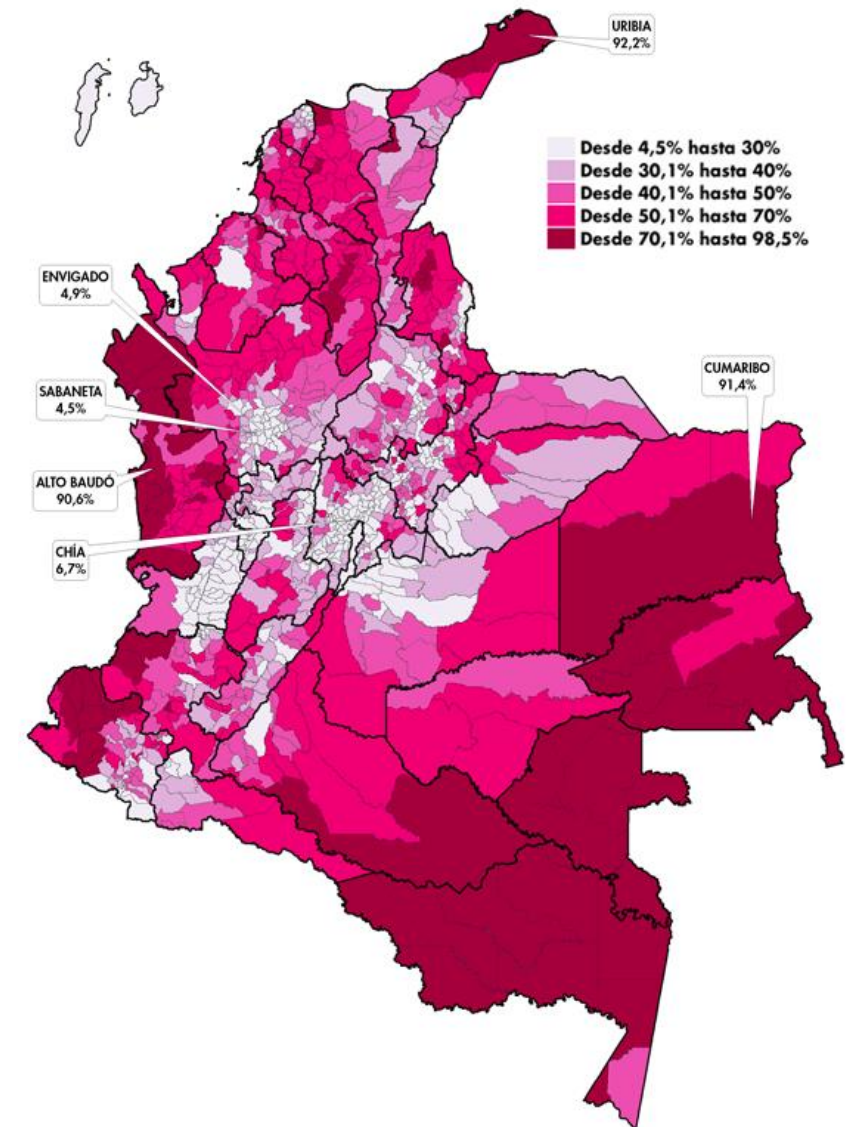 URIBIA
92,2%
Desde 4,5% hasta 30%
Desde 30,1% hasta 40%
Desde 40,1% hasta 50%
Desde 50,1% hasta 70%
Desde 70,1% hasta 98,5%
ENVIGADO
4,9%
CUMARIBO
91,4%
SABANETA
4,5%
ALTO BAUDÓ
90,6%
CHÍA
6,7%